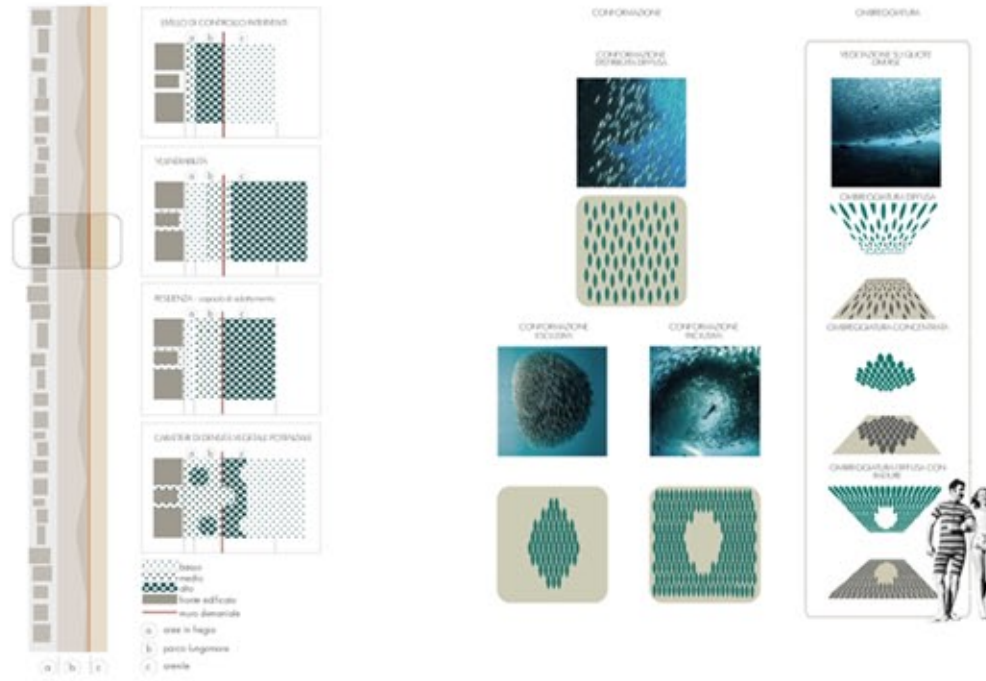 LIVELLO DI CONTROLLO INTERVENTI
a b c
VULNERABILITÀ
a b c
RESILIENZA - capacità di adattamento
a b c
CARATTERI DI DENSITÀ VEGETALE POTENZIALE
a b c
basso
medio
alto
fronte edificato
muro demaniale
a aree in fregio
b parco lungomare
c arenile
a b c
CONFORMAZIONE
CONFORMAZIONE
DISTRIBUITA DIFFUSA
CONFORMAZIONE
ESCLUSIVA
CONFORMAZIONE
INCLUSIVA
OMBREGGIATURA
VEGETAZIONE SU QUOTE
DIVERSE
OMBREGGIATURA DIFFUSA
OMBREGGIATURA CONCENTRATA
OMBREGGIATURA DIFFUSA CON
RADURE